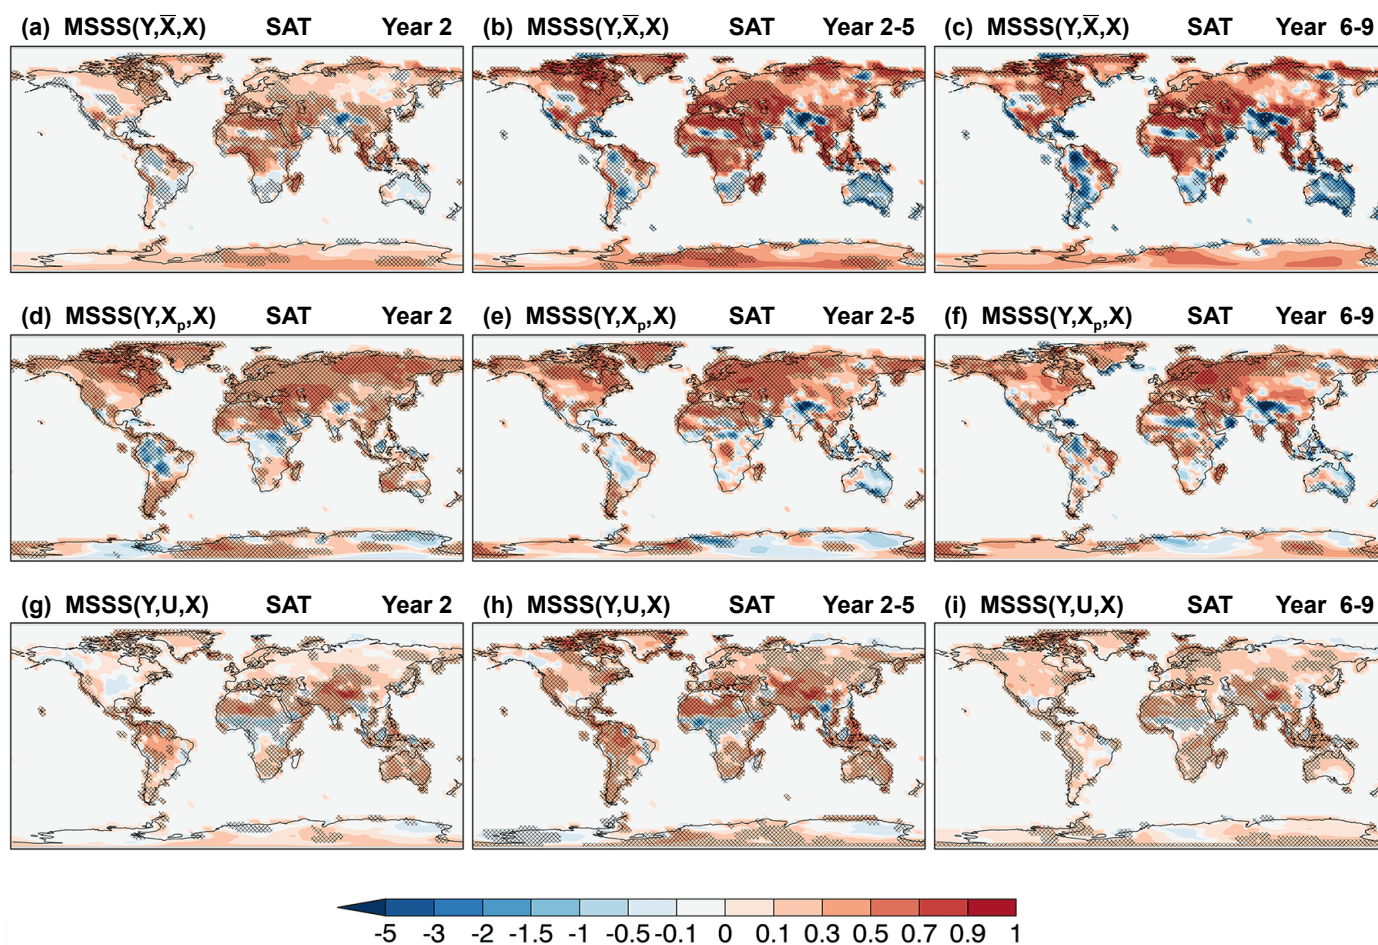 (a) MSSS(Y,X̅,X) SAT Year 2
(b) MSSS(Y,X̅,X) SAT Year 2-5
(c) MSSS(Y,X̅,X) SAT Year 6-9
(d) MSSS(Y,Xₚ,X) SAT Year 2
(e) MSSS(Y,Xₚ,X) SAT Year 2-5
(f) MSSS(Y,Xₚ,X) SAT Year 6-9
(g) MSSS(Y,U,X) SAT Year 2
(h) MSSS(Y,U,X) SAT Year 2-5
(i) MSSS(Y,U,X) SAT Year 6-9
-5 -3 -2 -1.5 -1 -0.5 -0.1 0 0.1 0.3 0.5 0.7 0.9 1